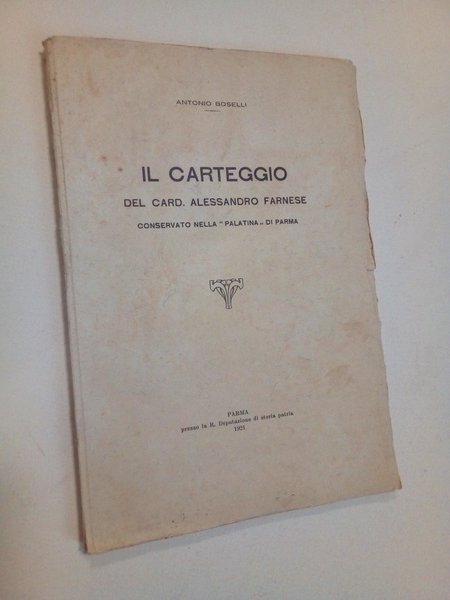 ANTONIO BOSELLI
IL CARTEGGIO
DEL CARD. ALESSANDRO FARNESE
CONSERVATO NELLA "PALATINA„ DI PARMA
PARMA
presso la R. Deputazione di storia patria
1921